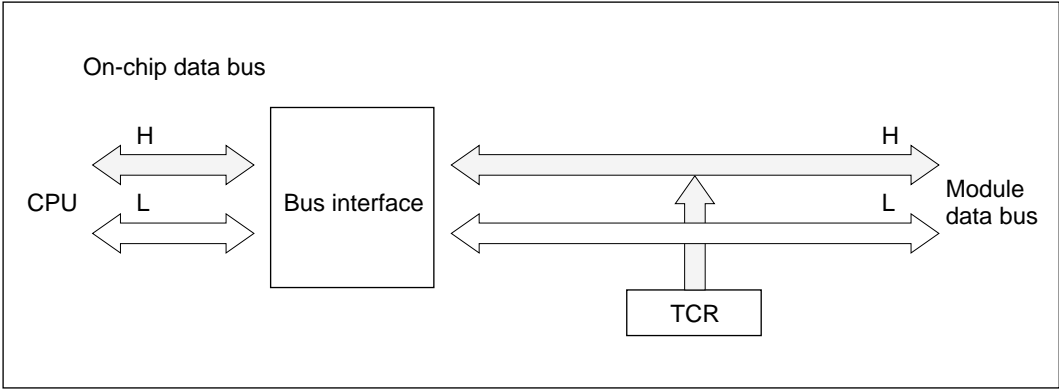 On-chip data bus
H
H
CPU
L
Bus interface
L
Module
data bus
TCR